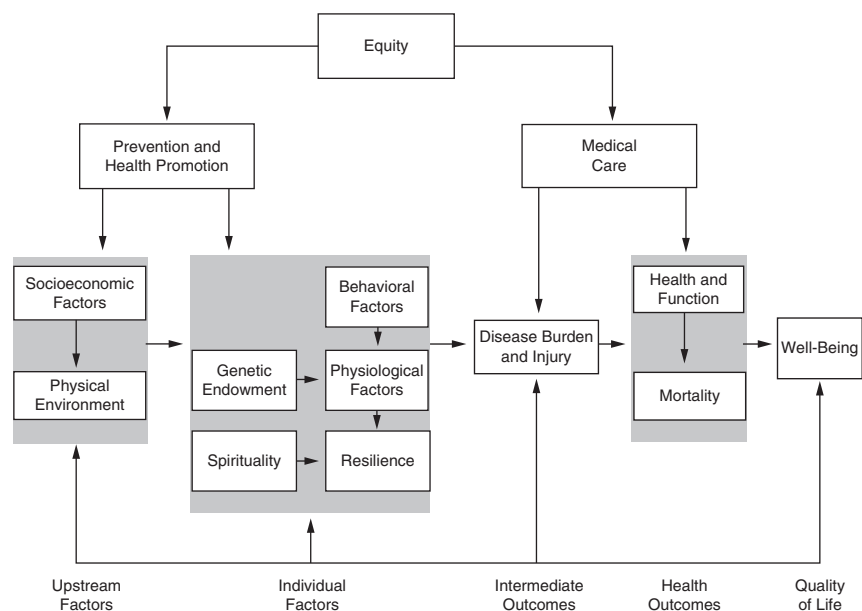 Equity
Prevention and
Health Promotion
Medical
Care
Socioeconomic
Factors
Physical
Environment
Behavioral
Factors
Genetic
Endowment
Physiological
Factors
Spirituality
Resilience
Disease Burden
and Injury
Health and
Function
Mortality
Well-Being
Upstream
Factors
Individual
Factors
Intermediate
Outcomes
Health
Outcomes
Quality
of Life